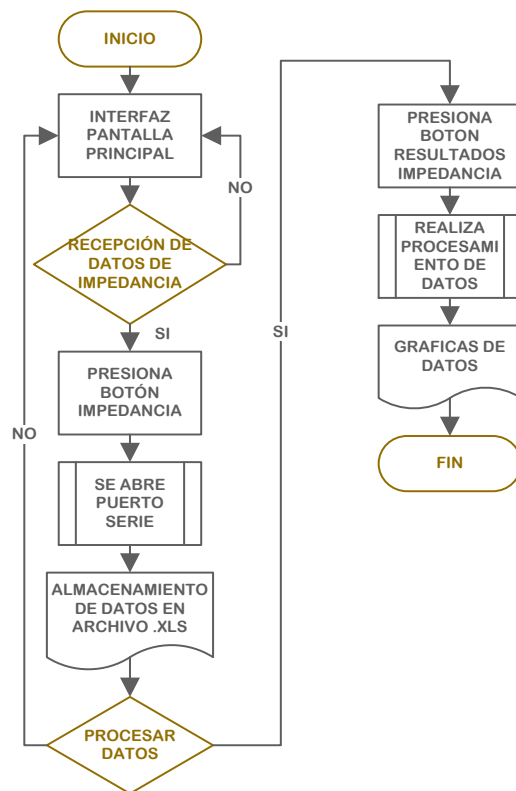 INICIO
INTERFAZ
PANTALLA
PRINCIPAL
NO
RECEPCIÓN DE
DATOS DE
IMPEDANCIA
SI
PRESIONA
BOTÓN
IMPEDANCIA
NO
SE ABRE
PUERTO
SERIE
ALMACENAMIENTO
DE DATOS EN
ARCHIVO .XLS
PROCESAR
DATOS
SI
PRESIONA
BOTON
RESULTADOS
IMPEDANCIA
REALIZA
PROCESAMI
ENTO DE
DATOS
GRAFICAS DE
DATOS
FIN